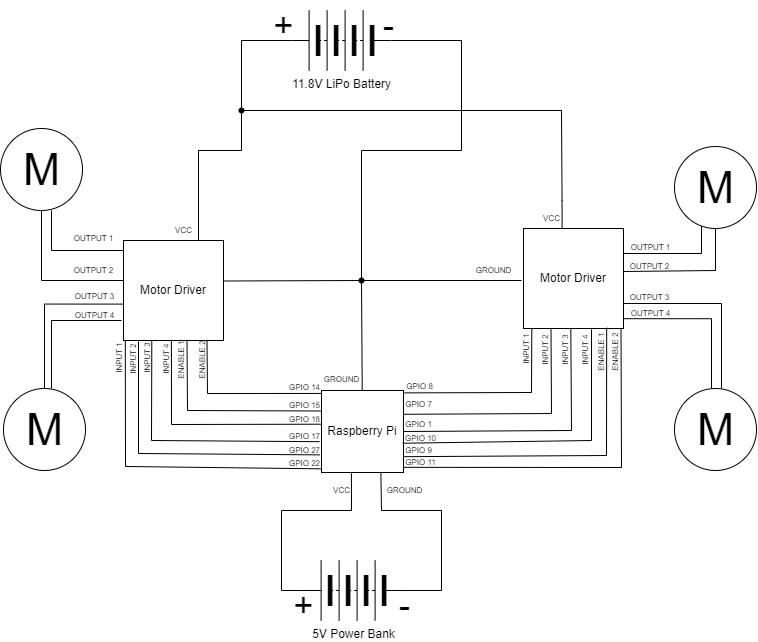 + -
11.8V LiPo Battery
M
M
VCC
VCC
OUTPUT 1
OUTPUT 2
OUTPUT 3
OUTPUT 4
Motor Driver
GROUND
Motor Driver
OUTPUT 1
OUTPUT 2
OUTPUT 3
OUTPUT 4
INPUT 1
INPUT 2
INPUT 3
INPUT 4
ENABLE 1
ENABLE 2
INPUT 1
INPUT 2
INPUT 3
INPUT 4
ENABLE 1
ENABLE 2
M
M
GROUND
GPIO 14
GPIO 15
GPIO 18
GPIO 17
GPIO 27
GPIO 22
Raspberry Pi
GPIO 8
GPIO 7
GPIO 1
GPIO 10
GPIO 9
GPIO 11
VCC
GROUND
+ -
5V Power Bank